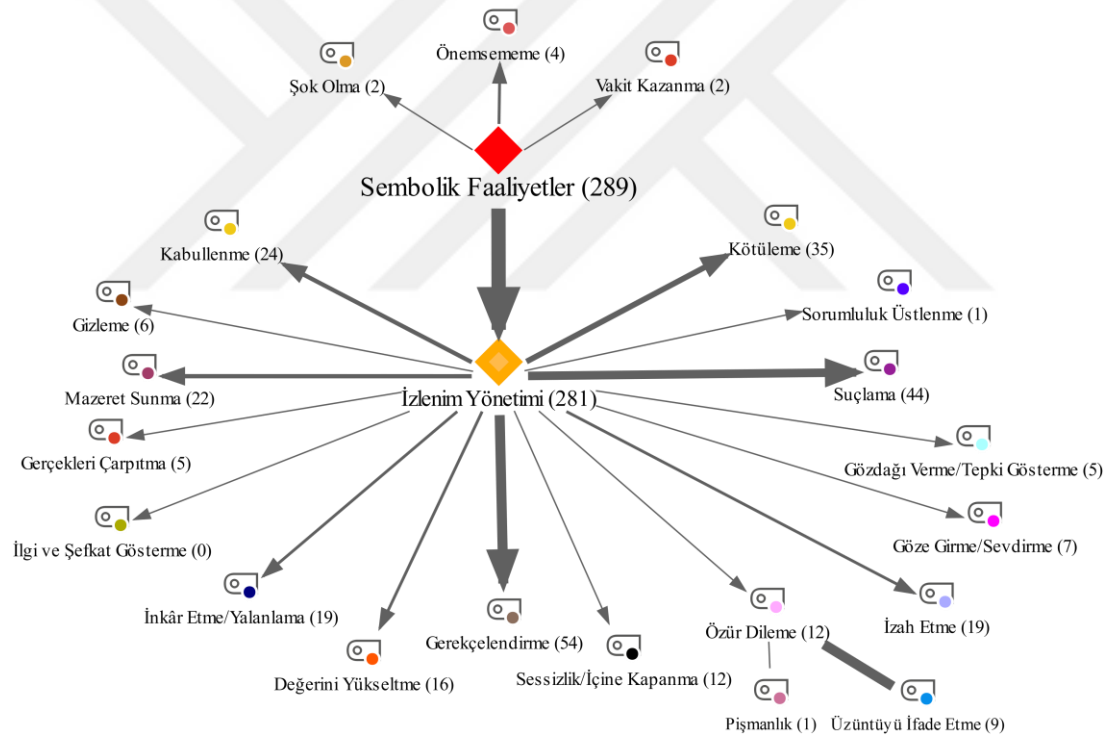 Önemsememe (4)
Şok Olma (2)
Vakit Kazanma (2)
Sembolik Faaliyetler (289)
Kabullenme (24)
Kötüleme (35)
Gizleme (6)
Sorumluluk Üstlenme (1)
Mazeret Sunma (22)
İzlenim Yönetimi (281)
Suçlama (44)
Gerçekleri Çarpıtma (5)
Gözdağı Verme/Tepki Gösterme (5)
İlgi ve Şefkat Gösterme (0)
Göze Girme/Sevdirme (7)
İnkâr Etme/Yalanlama (19)
Gerekçelendirme (54)
Özür Dileme (12)
İzah Etme (19)
Değerini Yükseltme (16)
Sessizlik/İçine Kapanma (12)
Pişmanlık (1)
Üzüntüyü İfade Etme (9)